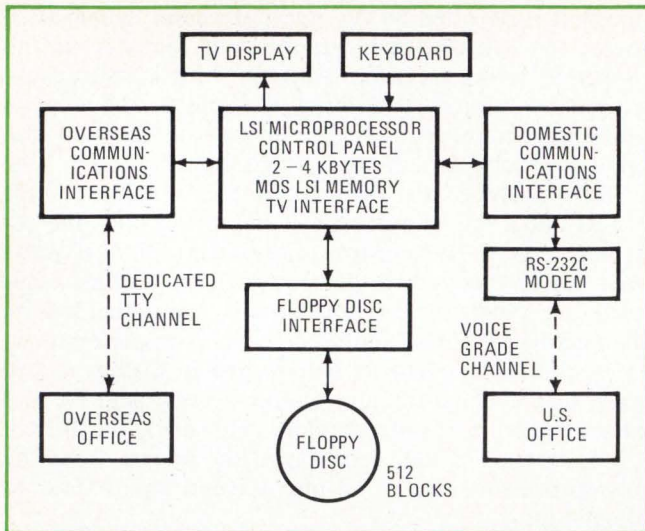 TV DISPLAY
KEYBOARD
OVERSEAS
COMMUN-
ICATIONS
INTERFACE
LSI MICROPROCESSOR
CONTROL PANEL
2 – 4 KBYTES
MOS LSI MEMORY
TV INTERFACE
DOMESTIC
COMMUN-
ICATIONS
INTERFACE
DEDICATED
TTY
CHANNEL
FLOPPY DISC
INTERFACE
RS-232C
MODEM
VOICE
GRADE
CHANNEL
OVERSEAS
OFFICE
FLOPPY
DISC
512
BLOCKS
U.S.
OFFICE